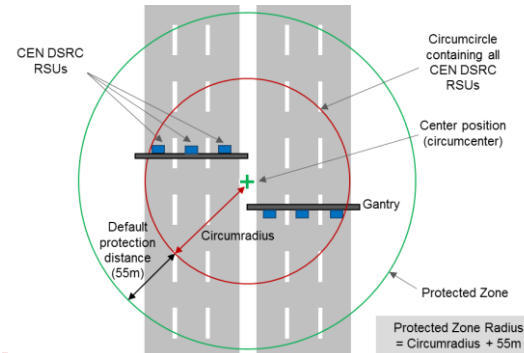 CEN DSRC
RSUs
Circumcircle
containing all
CEN DSRC
RSUs
Center position
(circumcenter)
Gantry
Default
protection
distance
(55m)
Circumradius
Protected Zone
Protected Zone Radius
= Circumradius + 55m